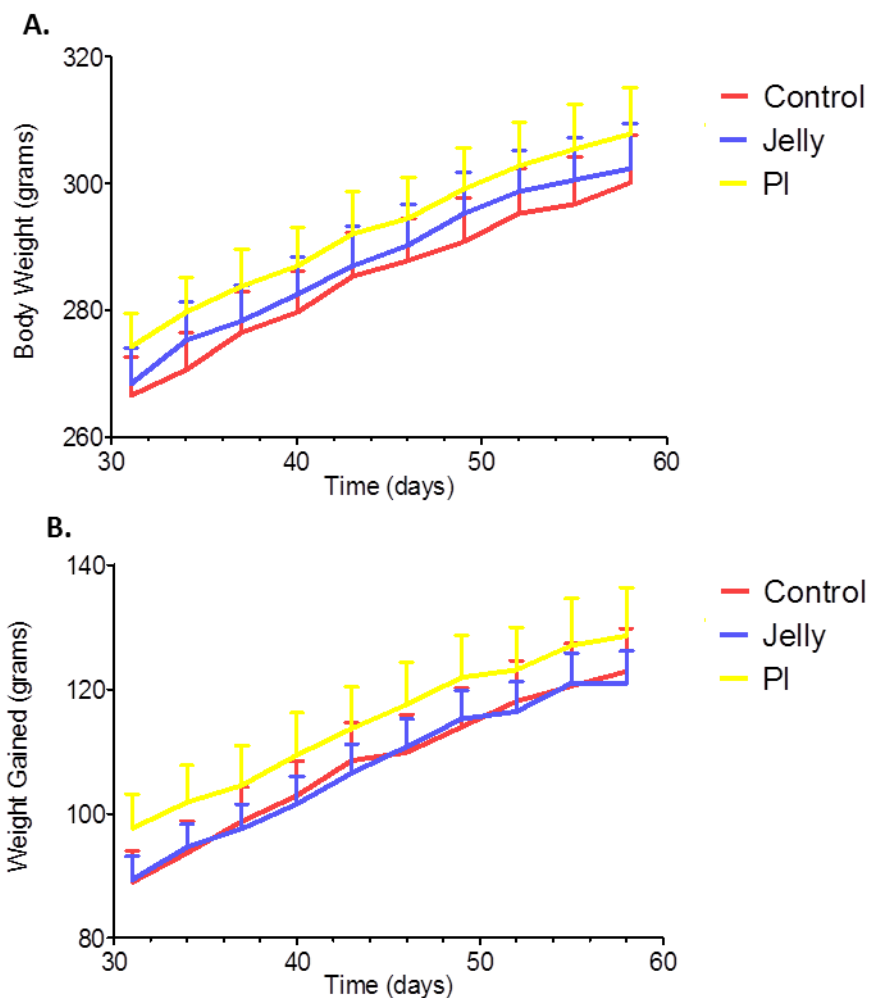 A.
Body Weight (grams)
320
300
280
260
30 40 50 60
Time (days)
Control
Jelly
PI
B.
Weight Gained (grams)
140
120
100
80
30 40 50 60
Time (days)
Control
Jelly
PI